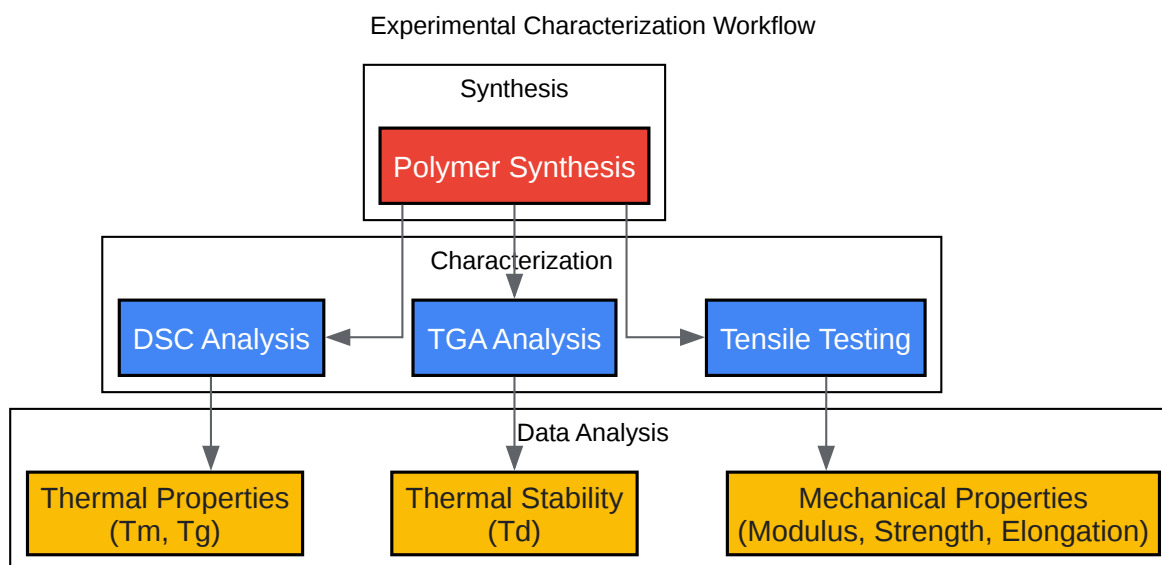 Experimental Characterization Workflow
Synthesis
Polymer Synthesis
Characterization
DSC Analysis
TGA Analysis
Tensile Testing
Data Analysis
Thermal Properties
(Tm, Tg)
Thermal Stability
(Td)
Mechanical Properties
(Modulus, Strength, Elongation)